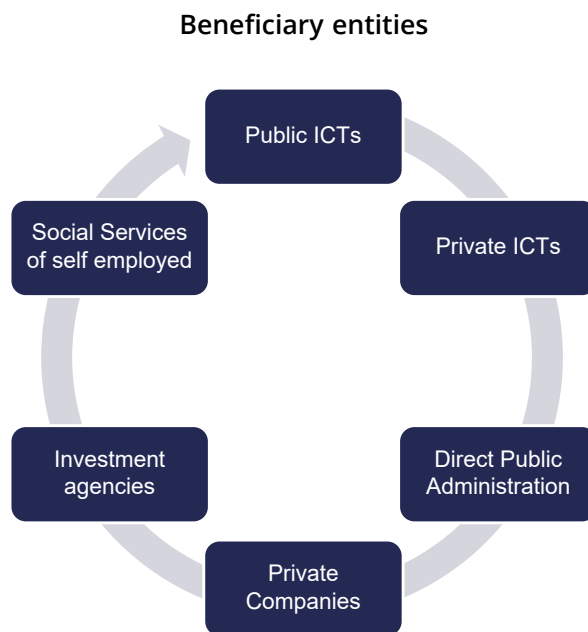 Beneficiary entities
Public ICTs
Private ICTs
Direct Public
Administration
Private
Companies
Investment
agencies
Social Services
of self employed